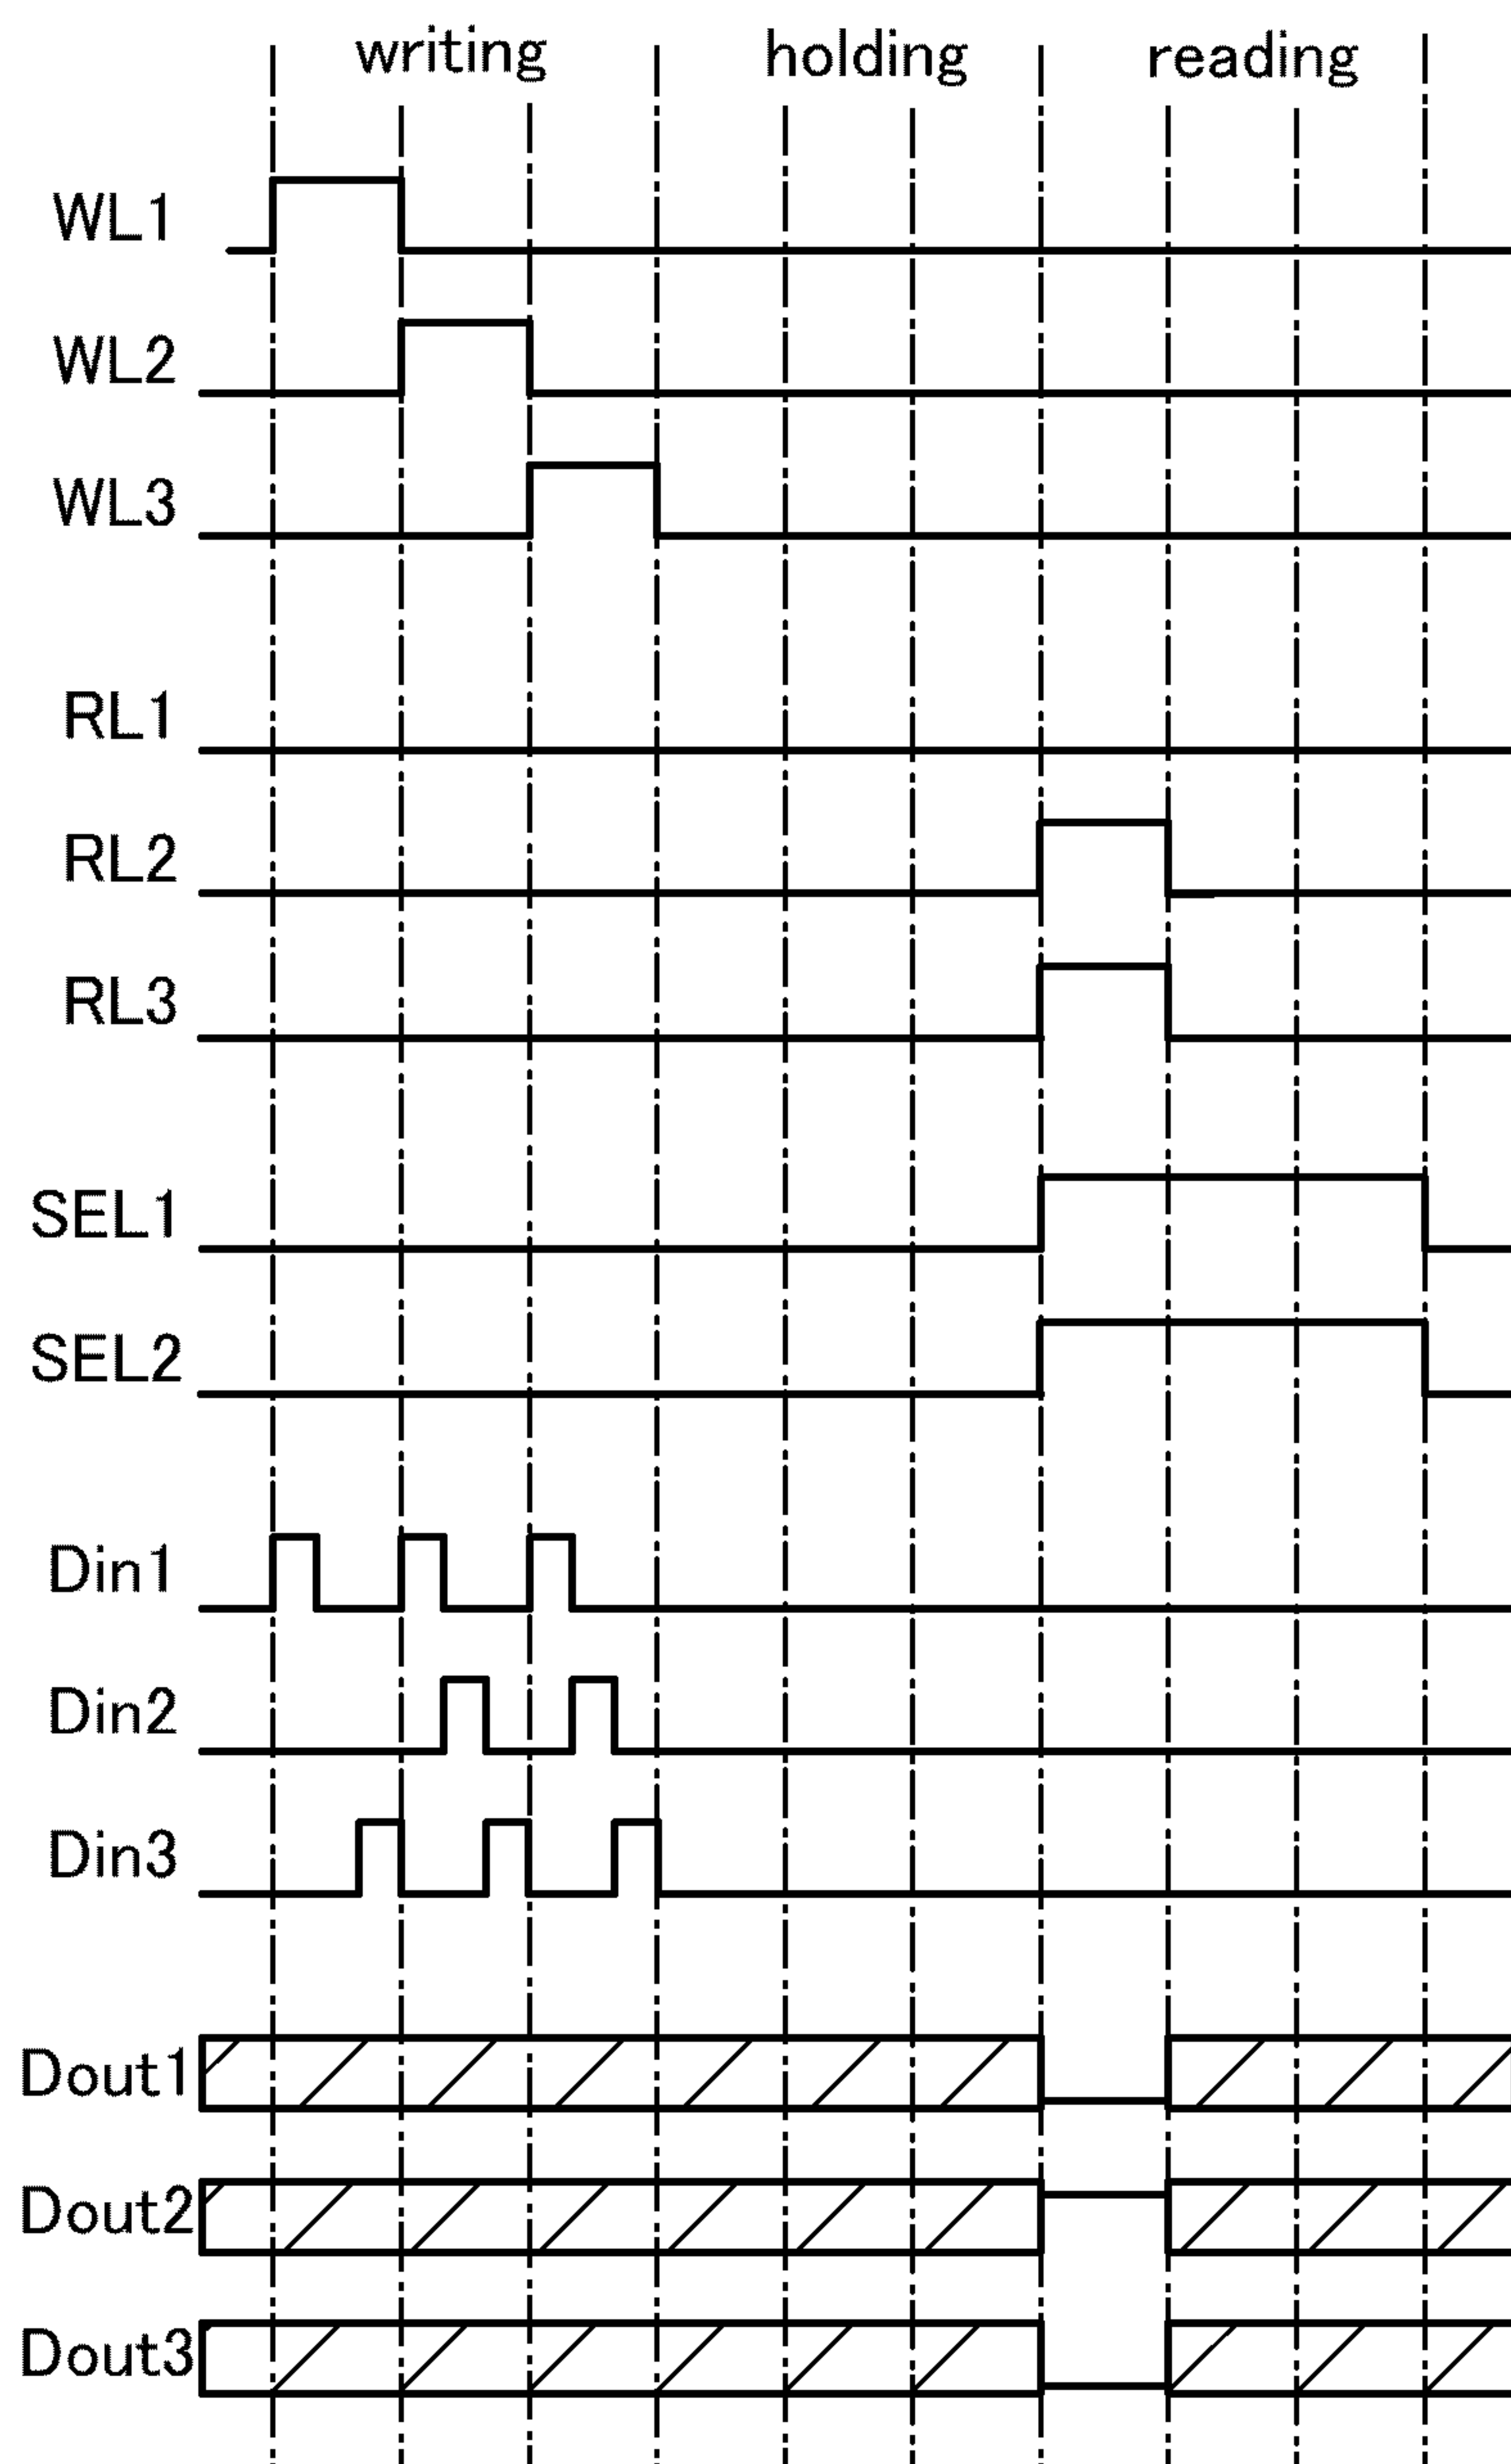 writing holding reading
WL1
WL2
WL3
RL1
RL2
RL3
SEL1
SEL2
Din1
Din2
Din3
Dout1
Dout2
Dout3